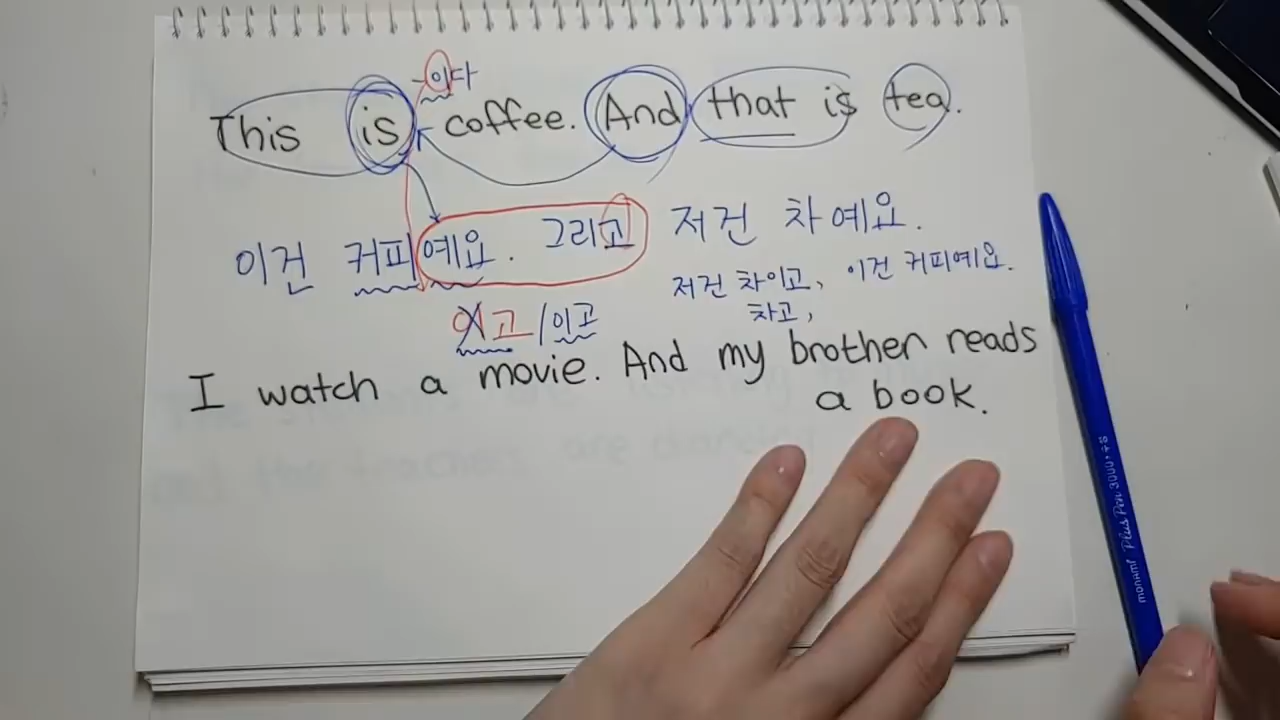 -이다
This is coffee. And that is tea.
이건 커피예요. 그리고 저건 차예요.
저건 차이고, 이건 커피예요.
차고,
이고/이고
I watch a movie. And my brother reads
a book.
monami Plus Pen 3000